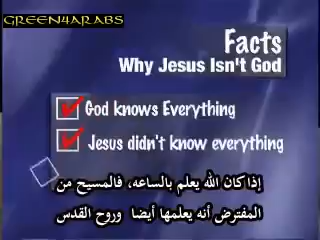 GREEN4ARABS
Facts
Why Jesus Isn't God
God knows Everything
Jesus didn't know everything
إذا كان الله يعلم بالساعه، فالمسيح من
المفترض أنه يعلمها أيضا وروح القدس